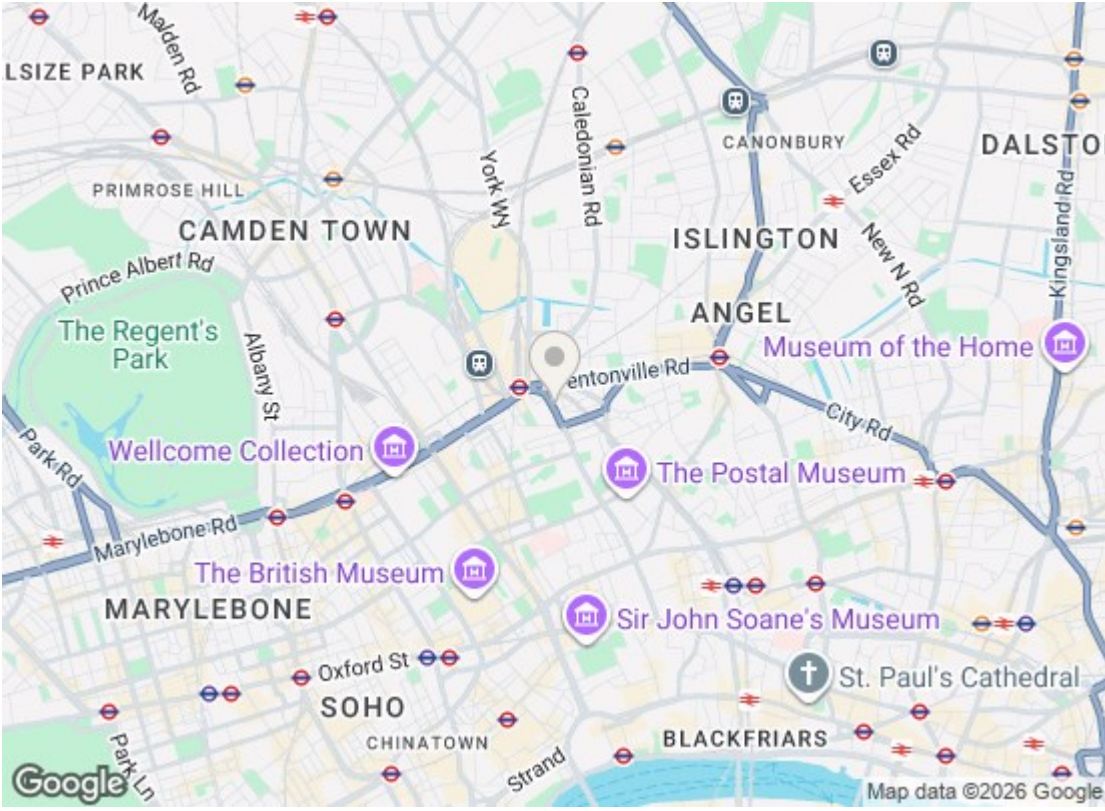 Malden Rd
LSIZE PARK
Caledonian Rd
CANONBURY
Essex Rd
DALSTO
PRIMROSE HILL
York Wy
CAMDEN TOWN
ISLINGTON
New N Rd
Kingsland Rd
Prince Albert Rd
ANGEL
The Regent's
Park
Albany St
Museum of the Home
entonville Rd
City Rd
Park Rd
Wellcome Collection
The Postal Museum
Marylebone Rd
The British Museum
MARYLEBONE
Sir John Soane's Museum
Oxford St
St. Paul's Cathedral
SOHO
CHINATOWN
BLACKFRIARS
Park Ln
Strand
Google
Map data ©2026 Google